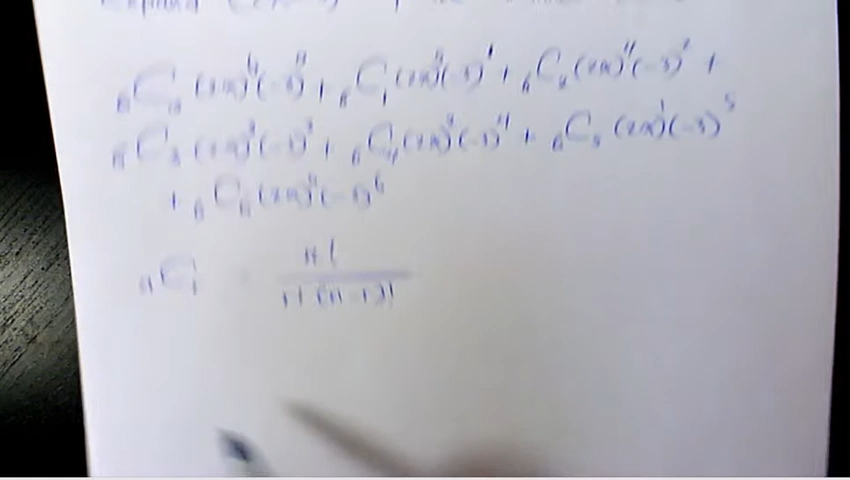 Expand
₆C₀ (2x)⁶(-3)⁰ + ₆C₁ (2x)⁵(-3)¹ + ₆C₂ (2x)⁴(-3)² +
₆C₃ (2x)³(-3)³ + ₆C₄ (2x)²(-3)⁴ + ₆C₅ (2x)¹(-3)⁵
+ ₆C₆ (2x)⁰(-3)⁶
ₙCᵣ = n! / r!(n-r)!